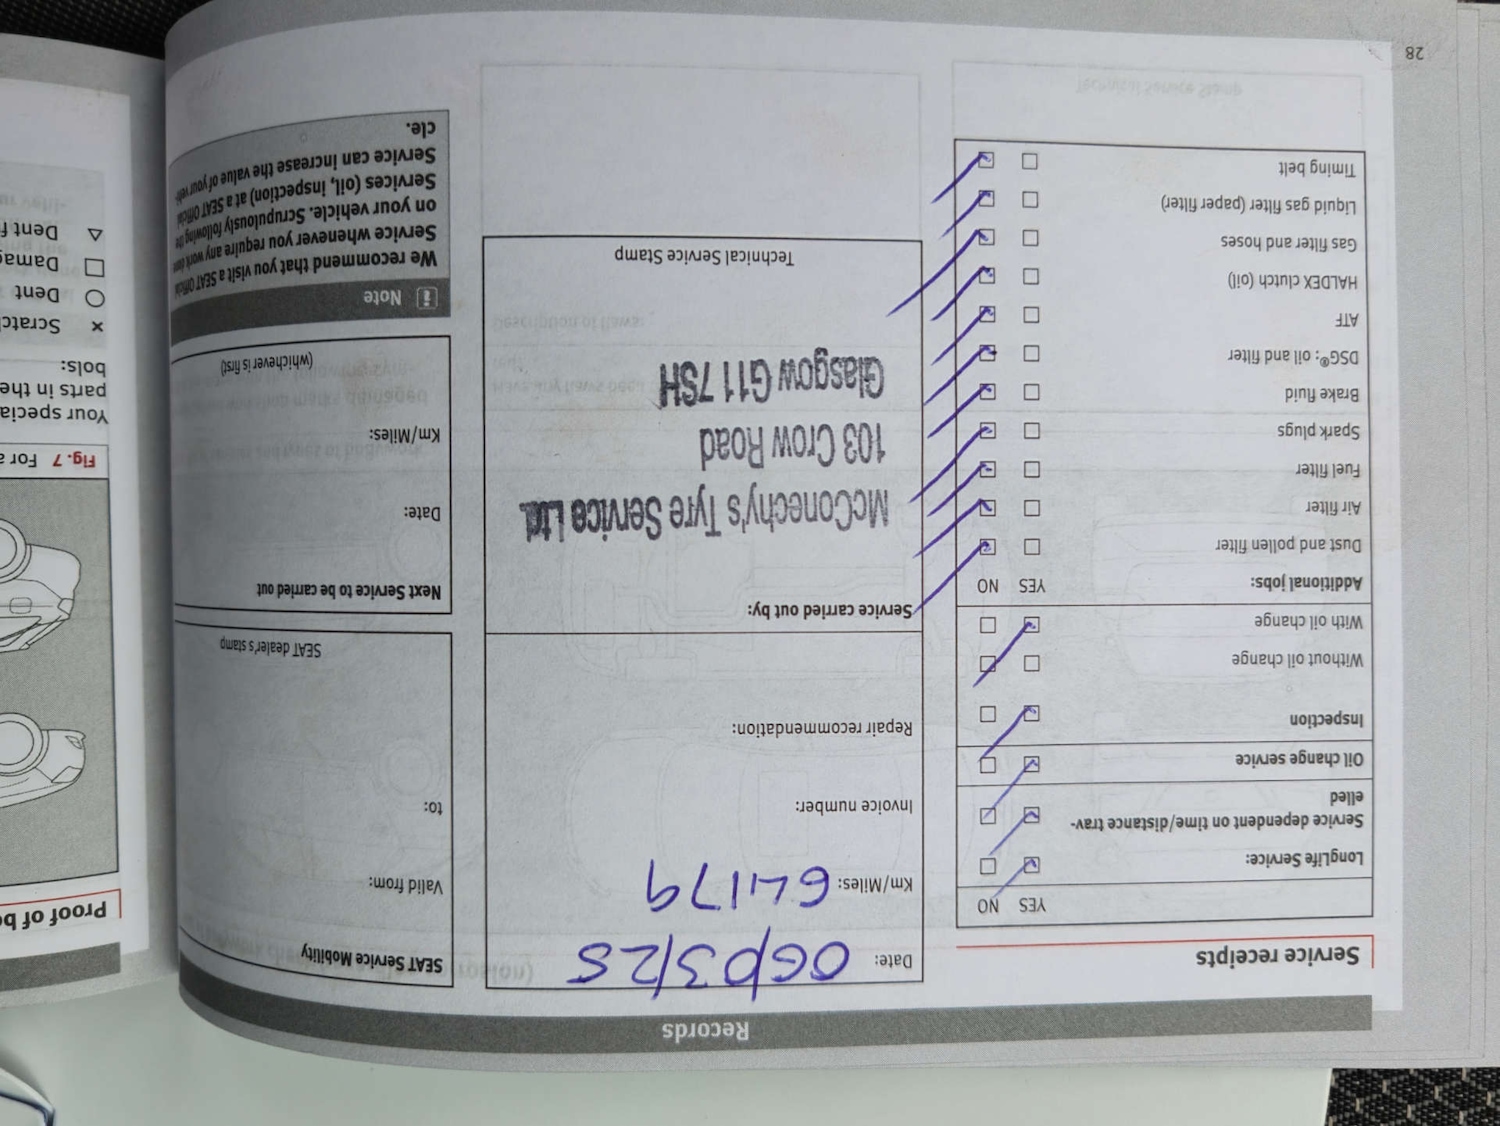 Records
Service receipts
YES NO
LongLife Service:
Service dependent on time/distance trav-
elled
Oil change service
Inspection
Without oil change
With oil change
Additional jobs: YES NO
Dust and pollen filter
Air filter
Fuel filter
Spark plugs
Brake fluid
DSG®: oil and filter
ATF
HALDEX clutch (oil)
Gas filter and hoses
Liquid gas filter (paper filter)
Timing belt
28
Date: 06/03/25
Km/Miles: 64179
Invoice number:
Repair recommendation:
Service carried out by:
McConechy's Tyre Service Ltd.
103 Crow Road
Glasgow G11 7SH
Technical Service Stamp
SEAT Service Mobility
Valid from:
to:
SEAT dealer's stamp
Next Service to be carried out
Date:
Km/Miles:
(whichever is first)
Note
We recommend that you visit a SEAT Official
Service whenever you require any work done
on your vehicle. Scrupulously following the
Services (oil, inspection) at a SEAT Official
Service can increase the value of your vehi-
cle.
Proof of
Fig. 7 For
Your
parts in the
bols:
Scratch
Dent
Dent